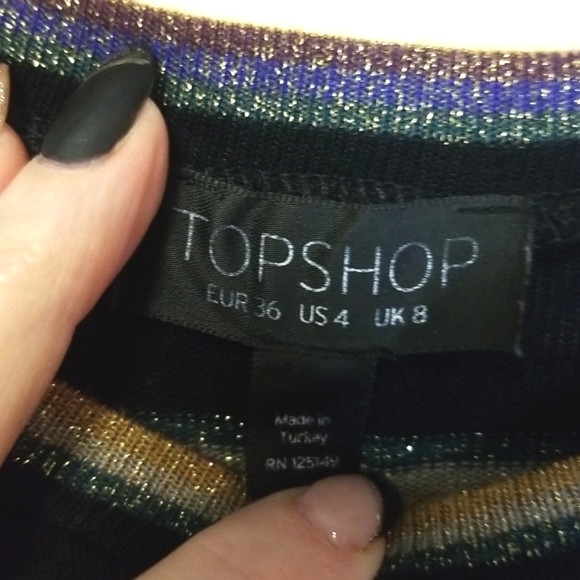 TOPSHOP
EUR 36 US 4 UK 8
Made in
Turkey
RN 125149